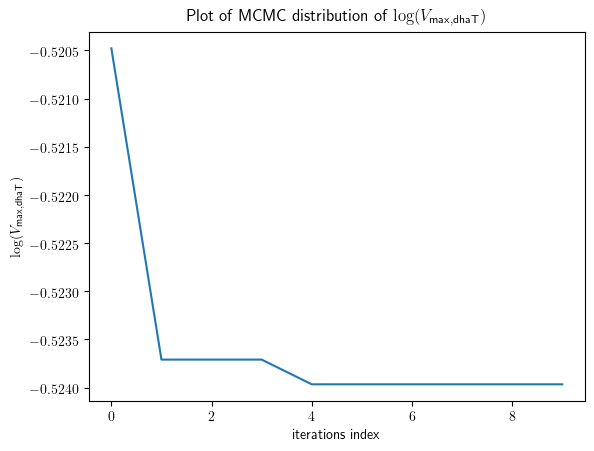 Plot of MCMC distribution of log(V_max,dhaT)
log(V_max,dhaT)
−0.5205
−0.5210
−0.5215
−0.5220
−0.5225
−0.5230
−0.5235
−0.5240
0 2 4 6 8
iterations index